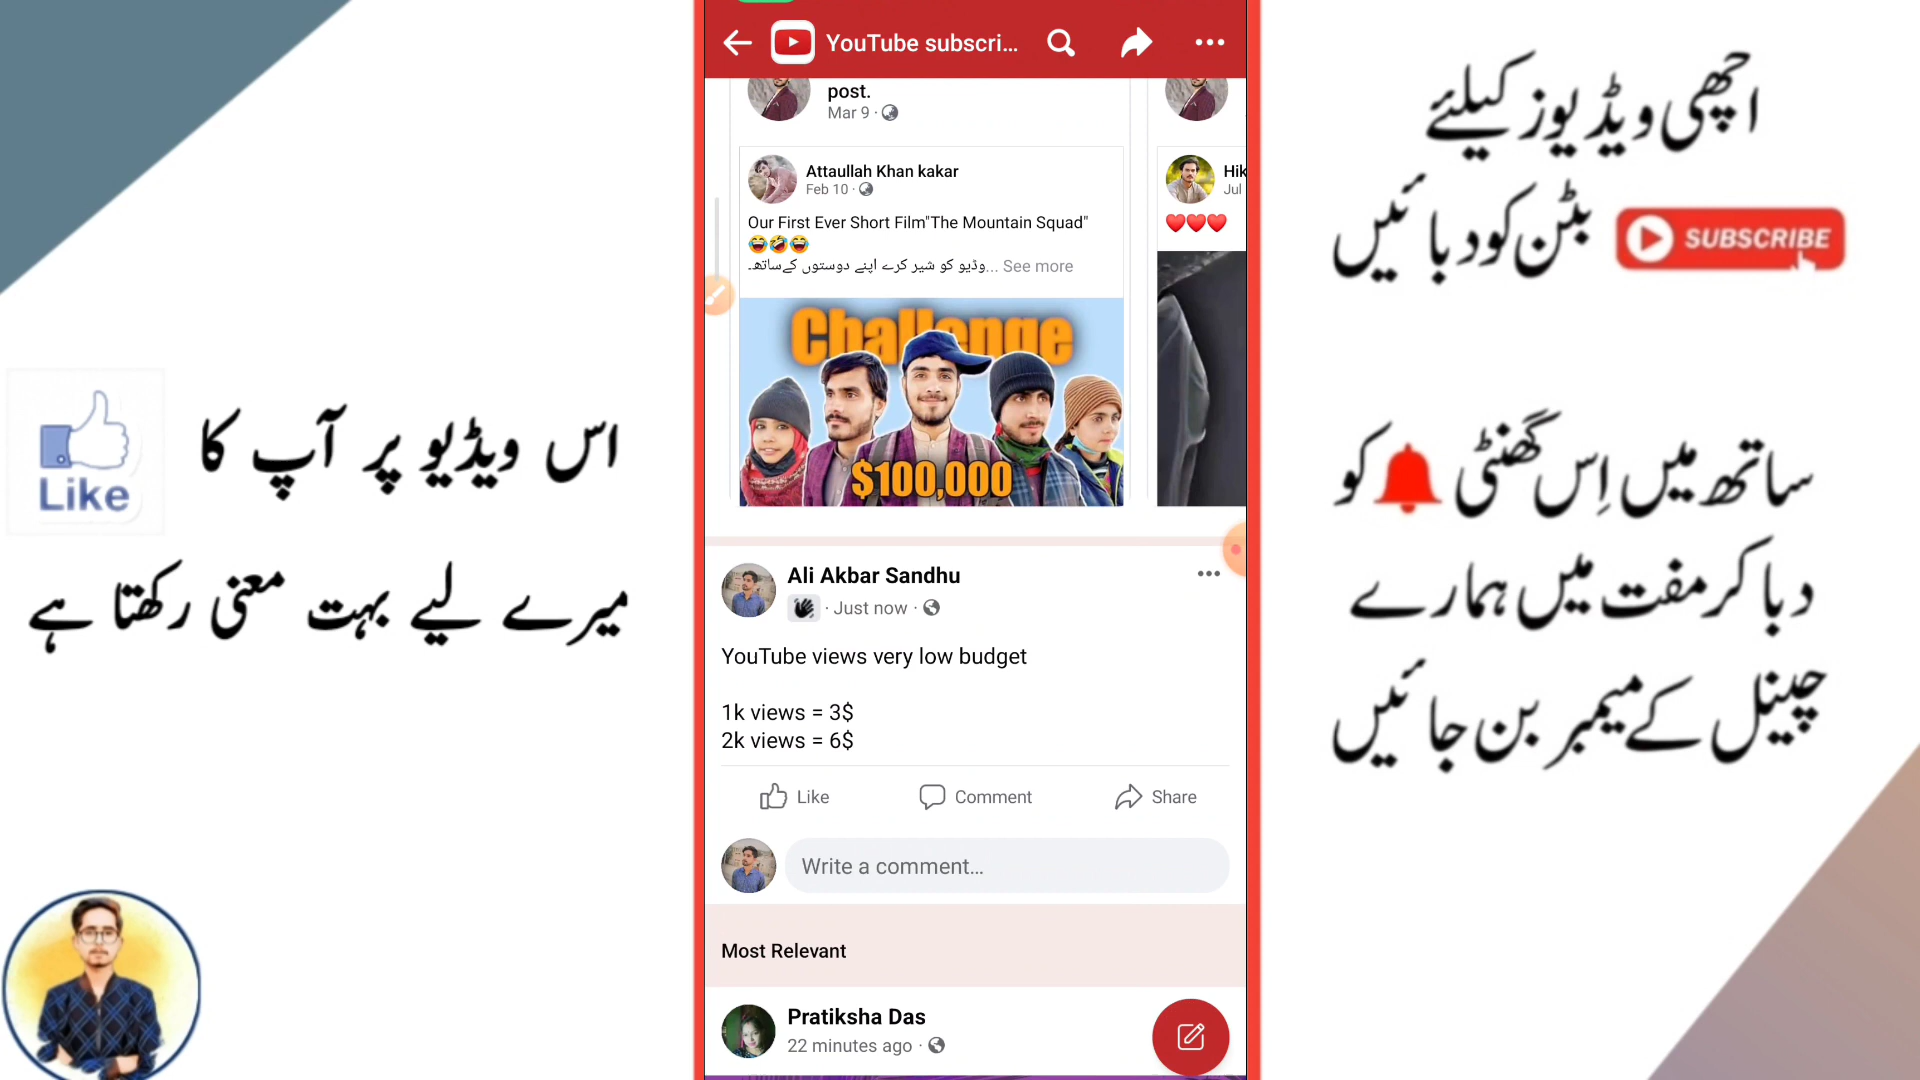 اس ویڈیو پر آپ کا
Like
میرے لیے بہت معنی رکھتا ہے
YouTube subscri...
post.
Mar 9 ·
Attaullah Khan kakar
Feb 10 ·
Our First Ever Short Film"The Mountain Squad"
😂🤣😂
وڈیو کو شیر کرے اپنے دوستوں کےساتھ۔... See more
Challenge
$100,000
Hik
Jul
❤️❤️❤️
Ali Akbar Sandhu
· Just now ·
YouTube views very low budget
1k views = 3$
2k views = 6$
Like
Comment
Share
Write a comment...
Most Relevant
Pratiksha Das
22 minutes ago ·
اچھی ویڈیوز کیلئے
بٹن کو دبائیں
SUBSCRIBE
ساتھ میں اِس گھنٹی کو
دبا کر مفت میں ہمارے
چینل کے میمبر بن جائیں